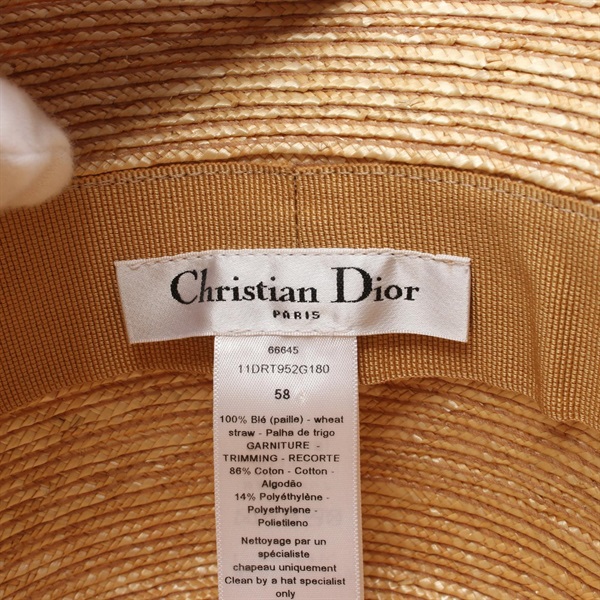 Christian Dior
PARIS
66645
11DRT952G180
58
100% Blé (paille) - wheat
straw - Palha de trigo
GARNITURE -
TRIMMING - RECORTE
86% Coton - Cotton -
Algodão
14% Polyéthylène -
Polyethylene -
Polietileno
Nettoyage par un
spécialiste
chapeau uniquement
Clean by a hat specialist
only